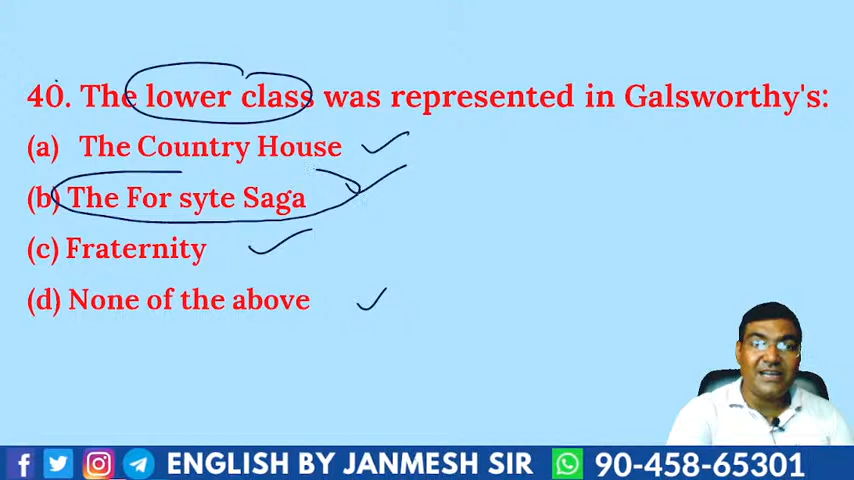 40. The lower class was represented in Galsworthy's:
(a) The Country House
(b) The For syte Saga
(c) Fraternity
(d) None of the above
ENGLISH BY JANMESH SIR 90-458-65301